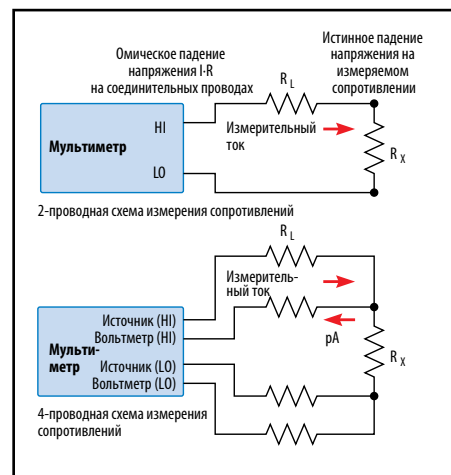 Омическое падение
напряжения I·R
на соединительных проводах
Истинное падение
напряжения на
измеряемом
сопротивлении
R L
HI
Измерительный
ток
Мультиметр
R X
LO
2-проводная схема измерения сопротивлений
R L
Измеритель-
ный ток
Источник (HI)
Вольтметр (HI)
pA
Мульти-
метр
Источник (LO)
Вольтметр (LO)
R X
4-проводная схема измерения
сопротивлений